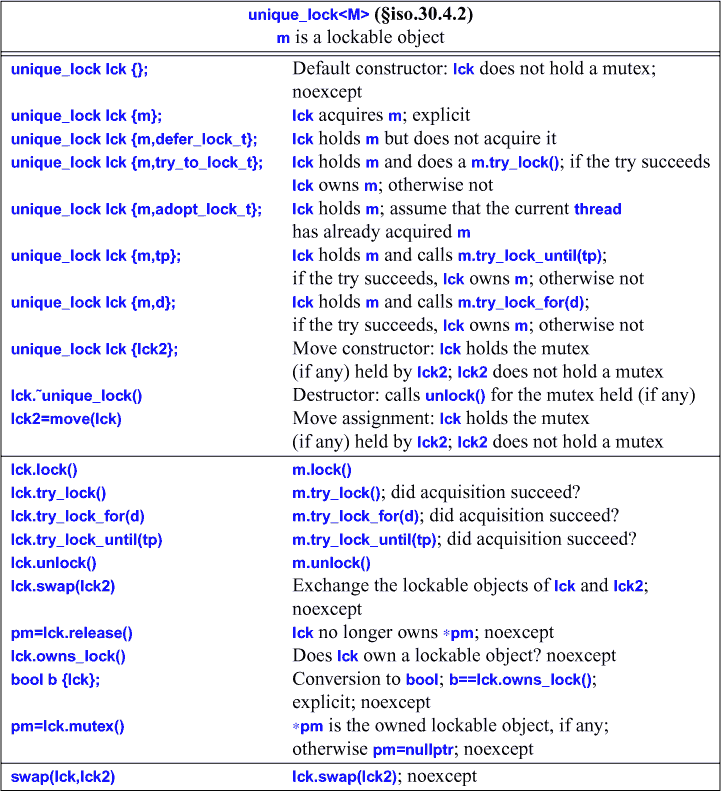 unique_lock<M> (§iso.30.4.2)
m is a lockable object
unique_lock lck {}; Default constructor: lck does not hold a mutex;
noexcept
unique_lock lck {m}; lck acquires m; explicit
unique_lock lck {m,defer_lock_t}; lck holds m but does not acquire it
unique_lock lck {m,try_to_lock_t}; lck holds m and does a m.try_lock(); if the try succeeds
lck owns m; otherwise not
unique_lock lck {m,adopt_lock_t}; lck holds m; assume that the current thread
has already acquired m
unique_lock lck {m,tp}; lck holds m and calls m.try_lock_until(tp);
if the try succeeds, lck owns m; otherwise not
unique_lock lck {m,d}; lck holds m and calls m.try_lock_for(d);
if the try succeeds, lck owns m; otherwise not
unique_lock lck {lck2}; Move constructor: lck holds the mutex
(if any) held by lck2; lck2 does not hold a mutex
lck.~unique_lock() Destructor: calls unlock() for the mutex held (if any)
lck2=move(lck) Move assignment: lck holds the mutex
(if any) held by lck2; lck2 does not hold a mutex
lck.lock() m.lock()
lck.try_lock() m.try_lock(); did acquisition succeed?
lck.try_lock_for(d) m.try_lock_for(d); did acquisition succeed?
lck.try_lock_until(tp) m.try_lock_until(tp); did acquisition succeed?
lck.unlock() m.unlock()
lck.swap(lck2) Exchange the lockable objects of lck and lck2;
noexcept
pm=lck.release() lck no longer owns *pm; noexcept
lck.owns_lock() Does lck own a lockable object? noexcept
bool b {lck}; Conversion to bool; b==lck.owns_lock();
explicit; noexcept
pm=lck.mutex() *pm is the owned lockable object, if any;
otherwise pm=nullptr; noexcept
swap(lck,lck2) lck.swap(lck2); noexcept